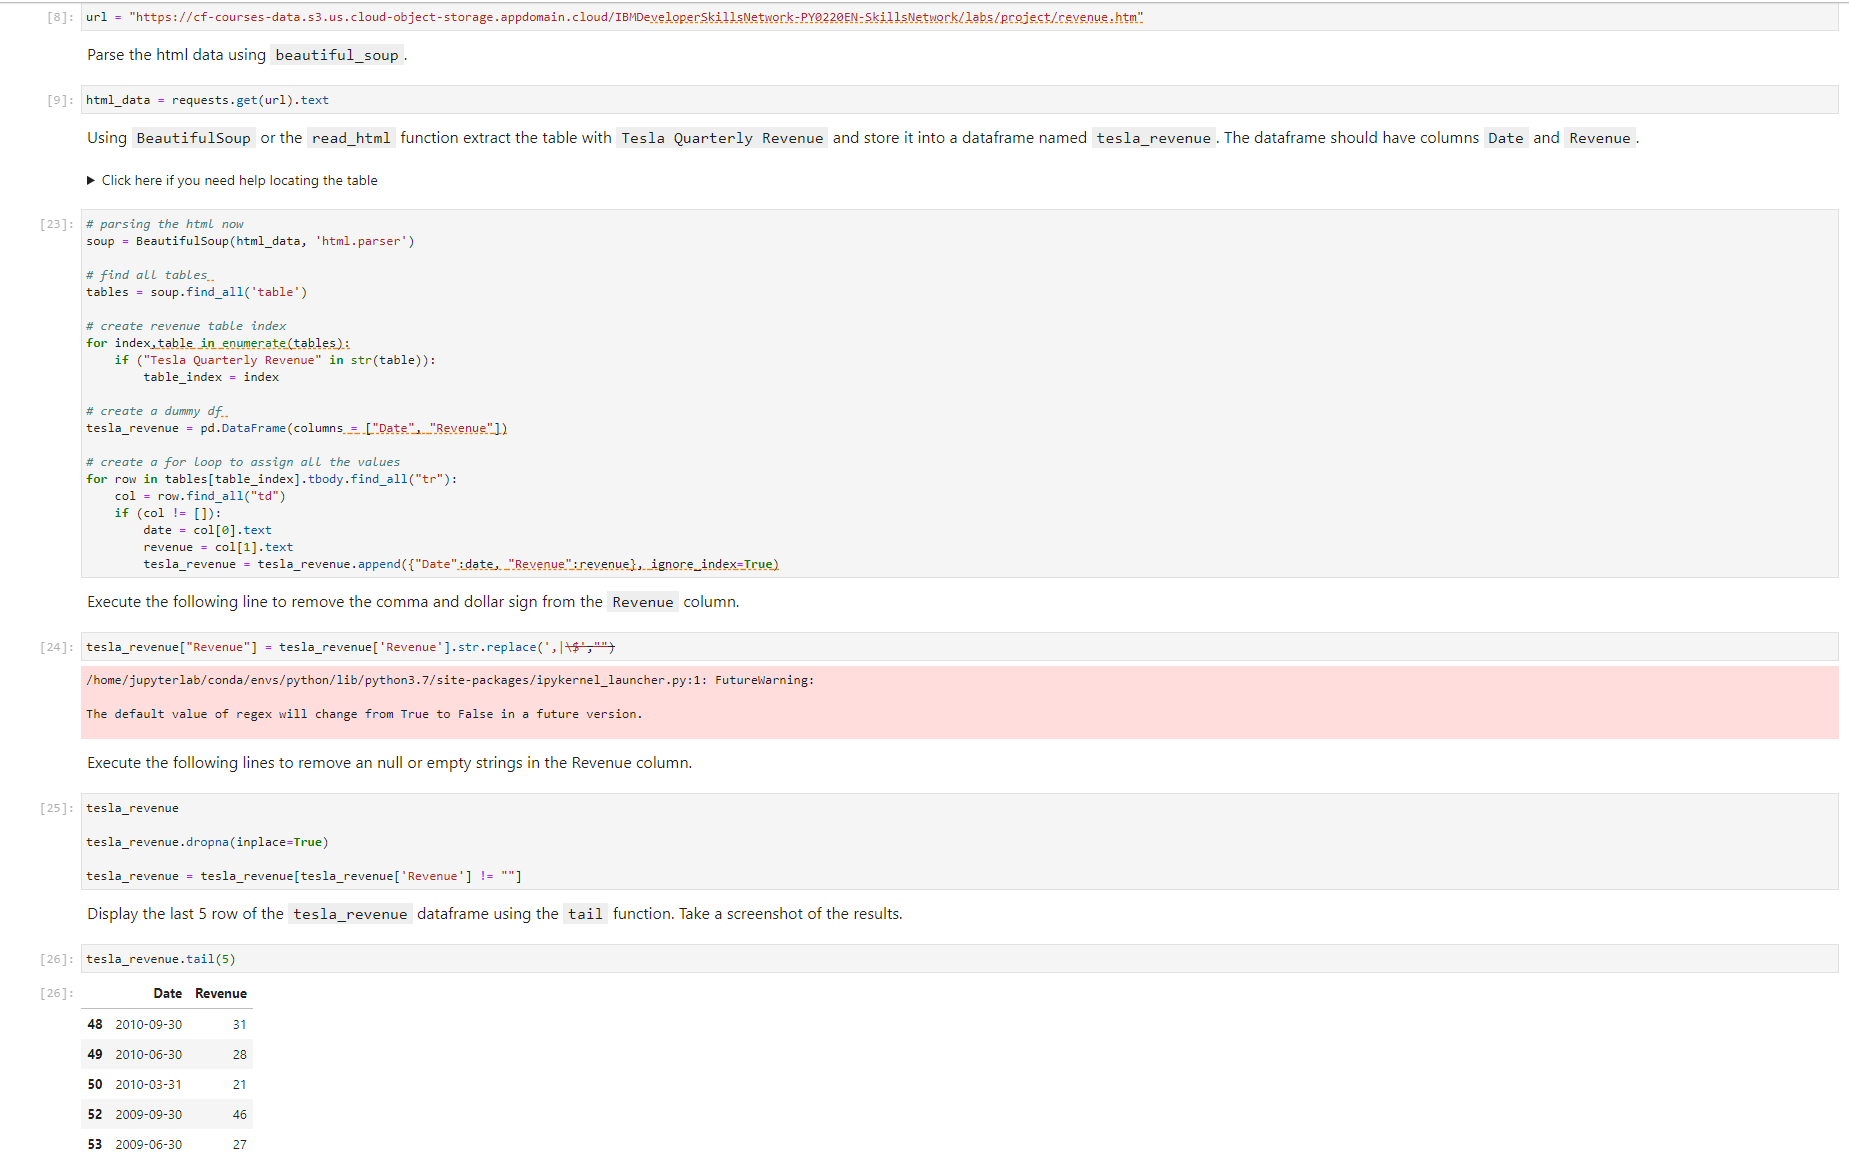 [8]: url = "https://cf-courses-data.s3.us.cloud-object-storage.appdomain.cloud/IBMDeveloperSkillsNetwork-PY0220EN-SkillsNetwork/labs/project/revenue.htm"
Parse the html data using beautiful_soup.
[9]: html_data = requests.get(url).text
Using BeautifulSoup or the read_html function extract the table with Tesla Quarterly Revenue and store it into a dataframe named tesla_revenue. The dataframe should have columns Date and Revenue.
▶ Click here if you need help locating the table
[23]: # parsing the html now
soup = BeautifulSoup(html_data, 'html.parser')
# find all tables
tables = soup.find_all('table')
# create revenue table index
for index,table in enumerate(tables):
    if ("Tesla Quarterly Revenue" in str(table)):
        table_index = index
# create a dummy df
tesla_revenue = pd.DataFrame(columns = ["Date", "Revenue"])
# create a for loop to assign all the values
for row in tables[table_index].tbody.find_all("tr"):
    col = row.find_all("td")
    if (col != []):
        date = col[0].text
        revenue = col[1].text
        tesla_revenue = tesla_revenue.append({"Date":date, "Revenue":revenue}, ignore_index=True)
Execute the following line to remove the comma and dollar sign from the Revenue column.
[24]: tesla_revenue["Revenue"] = tesla_revenue['Revenue'].str.replace(',|\$',"")
/home/jupyterlab/conda/envs/python/lib/python3.7/site-packages/ipykernel_launcher.py:1: FutureWarning:
The default value of regex will change from True to False in a future version.
Execute the following lines to remove an null or empty strings in the Revenue column.
[25]: tesla_revenue
tesla_revenue.dropna(inplace=True)
tesla_revenue = tesla_revenue[tesla_revenue['Revenue'] != ""]
Display the last 5 row of the tesla_revenue dataframe using the tail function. Take a screenshot of the results.
[26]: tesla_revenue.tail(5)
[26]: Date Revenue
48 2010-09-30 31
49 2010-06-30 28
50 2010-03-31 21
52 2009-09-30 46
53 2009-06-30 27